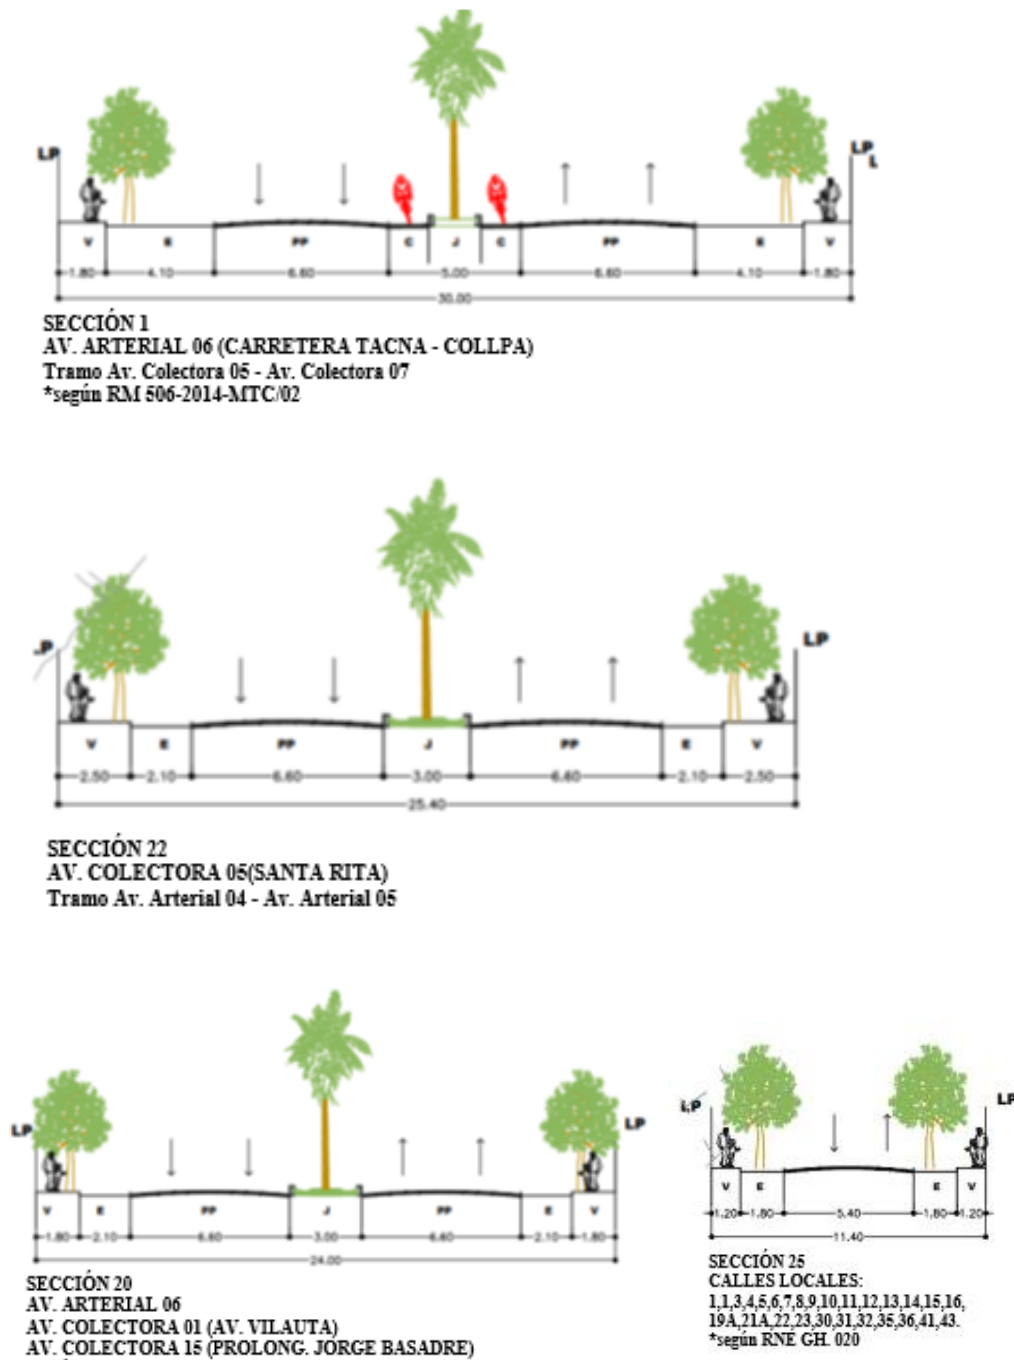 LP
LP
L
V E PP C J C PP E V
1.80 4.10 6.60 5.00 6.60 4.10 1.80
30.00
SECCIÓN 1
AV. ARTERIAL 06 (CARRETERA TACNA - COLLPA)
Tramo Av. Colectora 05 - Av. Colectora 07
*según RM 506-2014-MTC/02
.P
LP
V E PP J PP E V
2.50 2.10 6.60 3.00 6.60 2.10 2.50
25.40
SECCIÓN 22
AV. COLECTORA 05(SANTA RITA)
Tramo Av. Arterial 04 - Av. Arterial 05
LP
LP
V E PP J PP E V
1.80 2.10 6.60 3.00 6.60 2.10 1.80
24.00
SECCIÓN 20
AV. ARTERIAL 06
AV. COLECTORA 01 (AV. VILAUTA)
AV. COLECTORA 15 (PROLONG. JORGE BASADRE)
LP
LP
V E E V
1.20 1.80 5.40 1.80 1.20
11.40
SECCIÓN 25
CALLES LOCALES:
1,1,3,4,5,6,7,8,9,10,11,12,13,14,15,16,
19A,21A,22,23,30,31,32,35,36,41,43.
*según RNE GH. 020